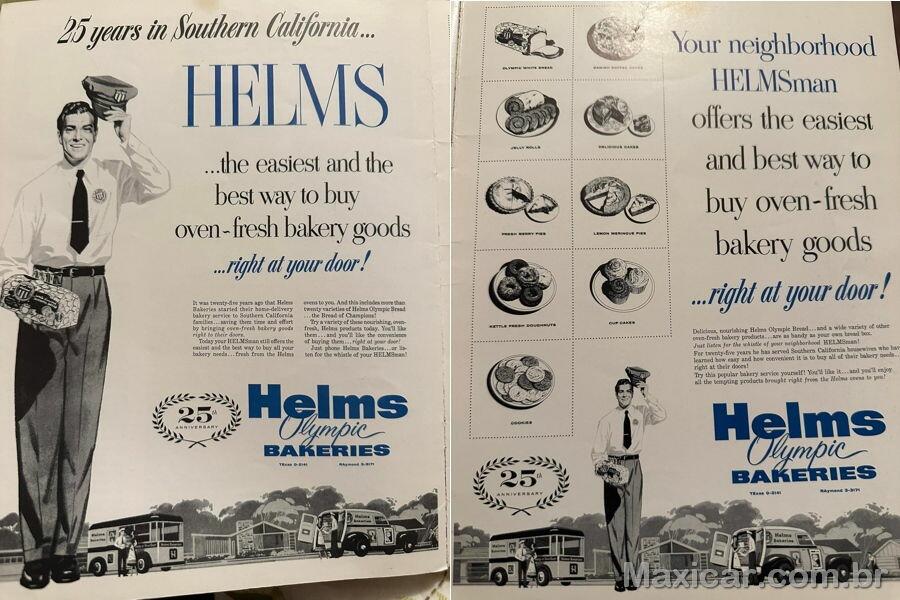 25 years in Southern California...
HELMS
...the easiest and the
best way to buy
oven-fresh bakery goods
...right at your door!
It was twenty-five years ago that Helms
Bakeries started their home-delivery
bakery service to Southern California
families...saving them time and effort
by bringing oven-fresh bakery goods
right to their doors.
Today your HELMSman still offers the
easiest and best way to buy all your
bakery needs...fresh from the Helms
ovens to you. And this includes more than
twenty varieties of Helms Olympic Bread
...the Bread of Champions!
Try a variety of these nourishing, oven-
fresh, Helms products today. You'll like
them...and you'll like the convenience
of buying them...right at your door!
Just phone Helms Bakeries...or lis-
ten for the whistle of your HELMSman!
25th
ANNIVERSARY
Helms
Olympic
BAKERIES
TExas 0-2141 RAymond 3-3171
Helms
Bakeries
Helms
Bakeries
OLYMPIC WHITE BREAD
DANISH COFFEE CAKES
JELLY ROLLS
DELICIOUS CAKES
FRESH BERRY PIES
LEMON MERINGUE PIES
KETTLE FRESH DOUGHNUTS
CUP CAKES
COOKIES
Your neighborhood
HELMSman
offers the easiest
and best way to
buy oven-fresh
bakery goods
...right at your door!
Delicious, nourishing Helms Olympic Bread...and a wide variety of other
oven-fresh bakery products...are as handy as your own bread box.
Just listen for the whistle of your neighborhood HELMSman!
For twenty-five years he has served Southern California housewives who hav
learned how easy and how convenient it is to buy all of their bakery needs...
right at their doors!
Try this popular bakery service yourself! You'll like it...and you'll enjoy
all the tempting products brought right from the Helms ovens to you!
Helms
Olympic
BAKERIES
TExas 0-2141 RAymond 3-3171
25th
ANNIVERSARY
Helms
Bakeries
Helms
Bakeries
Maxicar.com.br